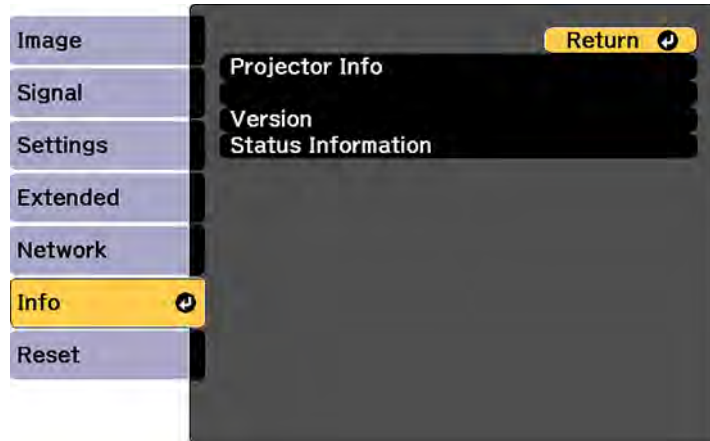 Image
Signal
Settings
Extended
Network
Info
Reset
Return
Projector Info
Version
Status Information